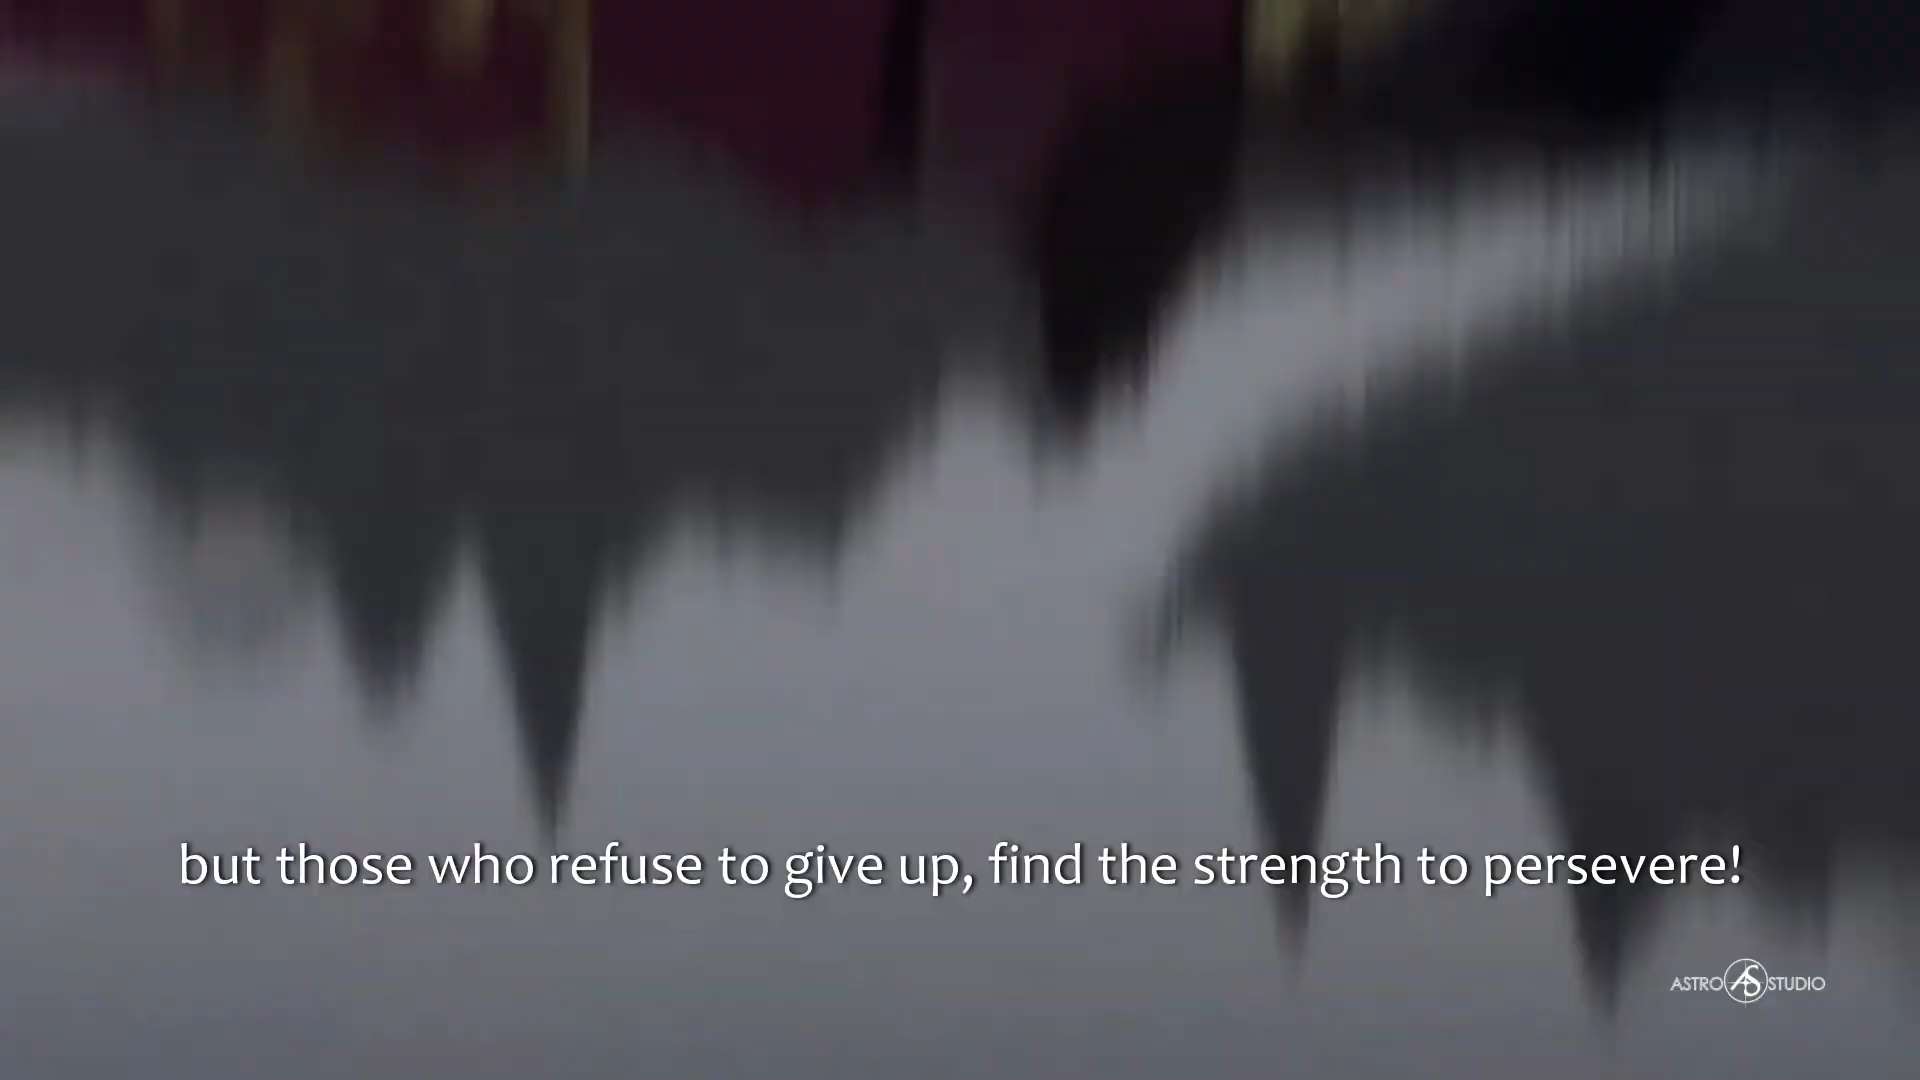 but those who refuse to give up, find the strength to persevere!
ASTRO AS STUDIO